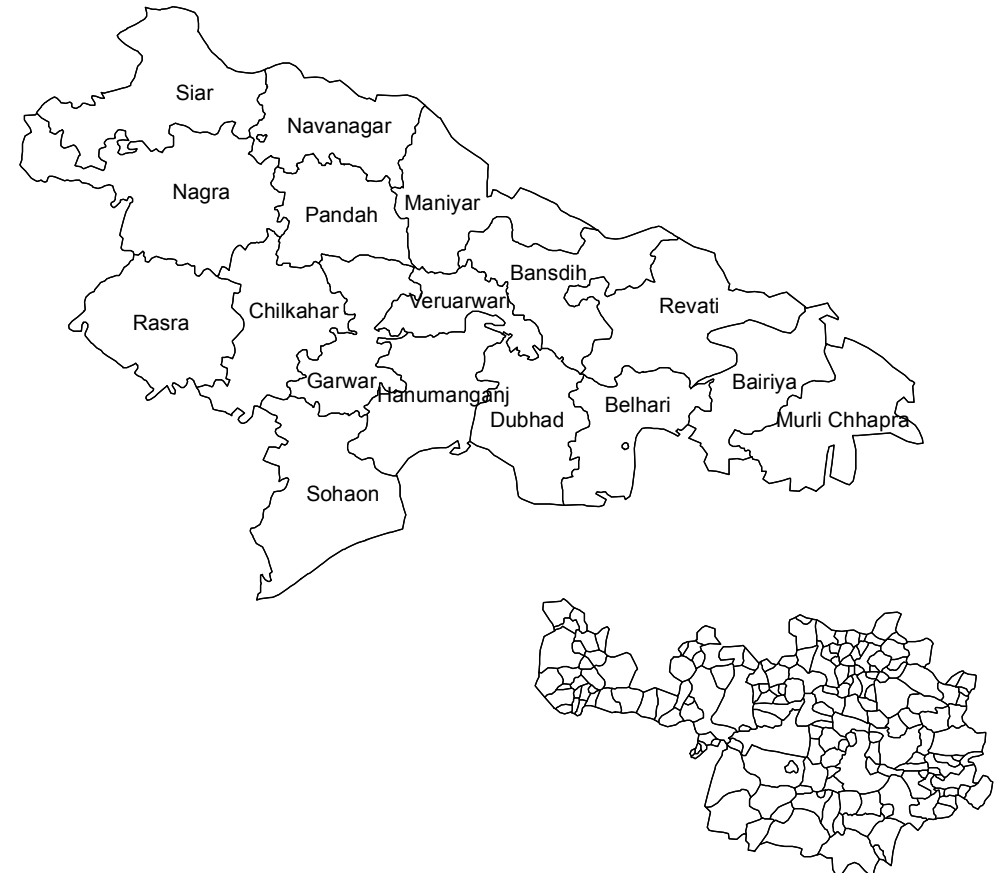 Siar
Navanagar
Nagra
Maniyar
Pandah
Bansdih
Veruarwari
Revati
Chilkahar
Rasra
Garwar
Bairiya
Hanumanganj
Belhari
Dubhad
Murli Chhapra
Sohaon